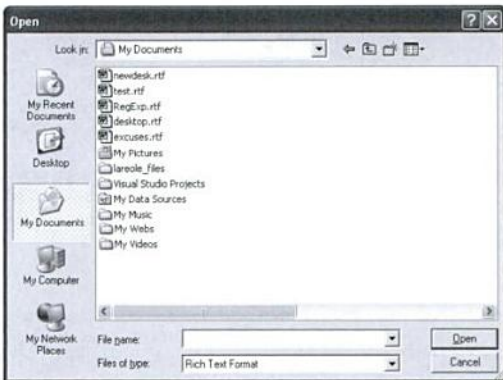 Open
Look in: My Documents
My Recent Documents
Desktop
My Documents
My Computer
My Network Places
newdesk.rtf
test.rtf
RegExp.rtf
desktop.rtf
excuses.rtf
My Pictures
lareole_files
Visual Studio Projects
My Data Sources
My Music
My Webs
My Videos
File name:
Open
Files of type: Rich Text Format
Cancel